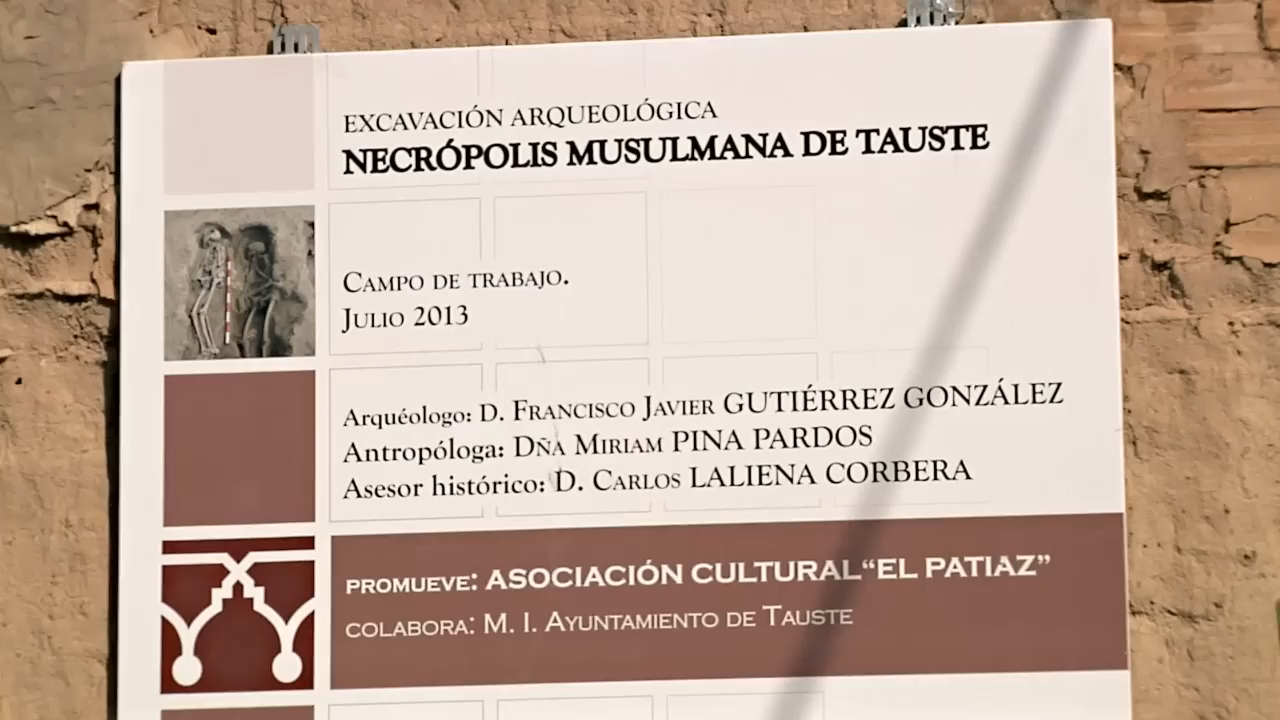 EXCAVACIÓN ARQUEOLÓGICA
NECRÓPOLIS MUSULMANA DE TAUSTE
CAMPO DE TRABAJO.
JULIO 2013
Arquéologo: D. FRANCISCO JAVIER GUTIÉRREZ GONZÁLEZ
Antropóloga: DÑA MIRIAM PINA PARDOS
Asesor histórico: D. CARLOS LALIENA CORBERA
PROMUEVE: ASOCIACIÓN CULTURAL “EL PATIAZ”
COLABORA: M. I. AYUNTAMIENTO DE TAUSTE